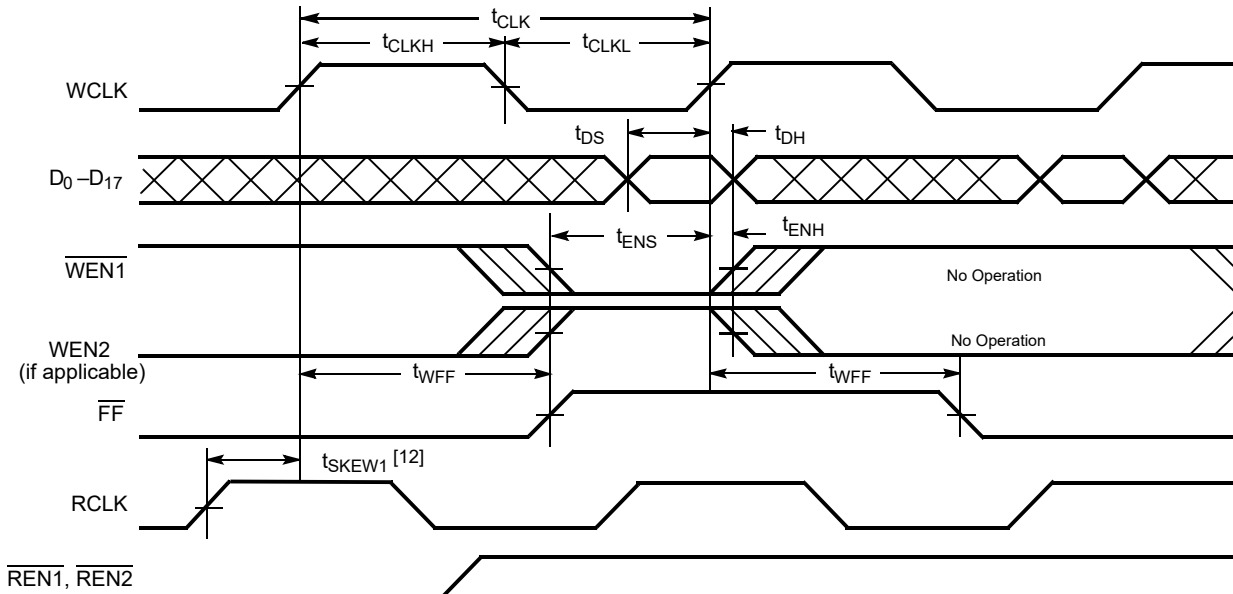 tCLK
tCLKH tCLKL
WCLK
tDS tDH
D0 –D17
tENS tENH
WEN1
No Operation
WEN2
(if applicable)
No Operation
tWFF tWFF
FF
tSKEW1 [12]
RCLK
REN1, REN2